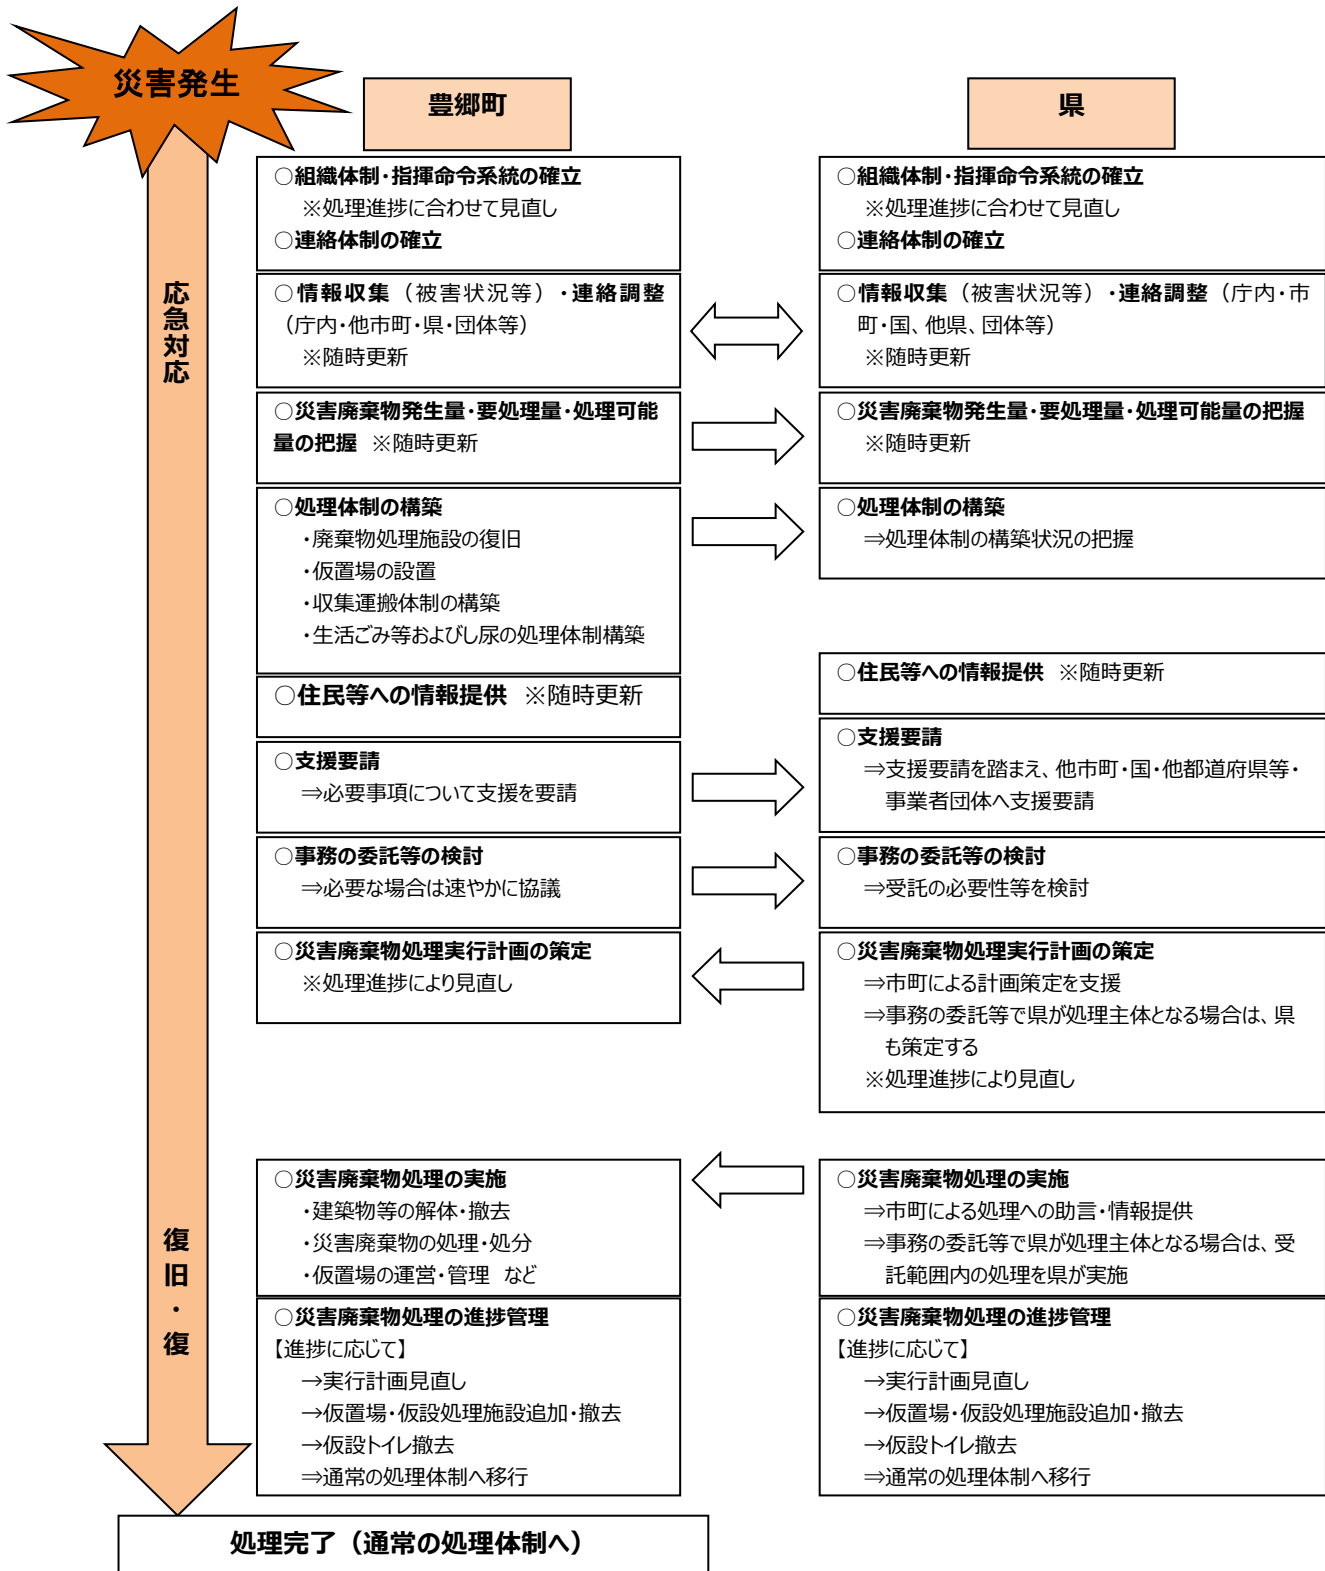 災害発生
豊郷町
県
応急対応
復旧・復
○組織体制・指揮命令系統の確立
※処理進捗に合わせて見直し
○連絡体制の確立
○情報収集（被害状況等）・連絡調整
（庁内・他市町・県・団体等）
※随時更新
○災害廃棄物発生量・要処理量・処理可能
量の把握 ※随時更新
○処理体制の構築
・廃棄物処理施設の復旧
・仮置場の設置
・収集運搬体制の構築
・生活ごみ等およびし尿の処理体制構築
○住民等への情報提供 ※随時更新
○支援要請
⇒必要事項について支援を要請
○事務の委託等の検討
⇒必要な場合は速やかに協議
○災害廃棄物処理実行計画の策定
※処理進捗により見直し
○災害廃棄物処理の実施
・建築物等の解体・撤去
・災害廃棄物の処理・処分
・仮置場の運営・管理 など
○災害廃棄物処理の進捗管理
【進捗に応じて】
→実行計画見直し
→仮置場・仮設処理施設追加・撤去
→仮設トイレ撤去
⇒通常の処理体制へ移行
○組織体制・指揮命令系統の確立
※処理進捗に合わせて見直し
○連絡体制の確立
○情報収集（被害状況等）・連絡調整（庁内・市
町・国、他県、団体等）
※随時更新
○災害廃棄物発生量・要処理量・処理可能量の把握
※随時更新
○処理体制の構築
⇒処理体制の構築状況の把握
○住民等への情報提供 ※随時更新
○支援要請
⇒支援要請を踏まえ、他市町・国・他都道府県等・
事業者団体へ支援要請
○事務の委託等の検討
⇒受託の必要性等を検討
○災害廃棄物処理実行計画の策定
⇒市町による計画策定を支援
⇒事務の委託等で県が処理主体となる場合は、県
も策定する
※処理進捗により見直し
○災害廃棄物処理の実施
⇒市町による処理への助言・情報提供
⇒事務の委託等で県が処理主体となる場合は、受
託範囲内の処理を県が実施
○災害廃棄物処理の進捗管理
【進捗に応じて】
→実行計画見直し
→仮置場・仮設処理施設追加・撤去
→仮設トイレ撤去
⇒通常の処理体制へ移行
処理完了（通常の処理体制へ）